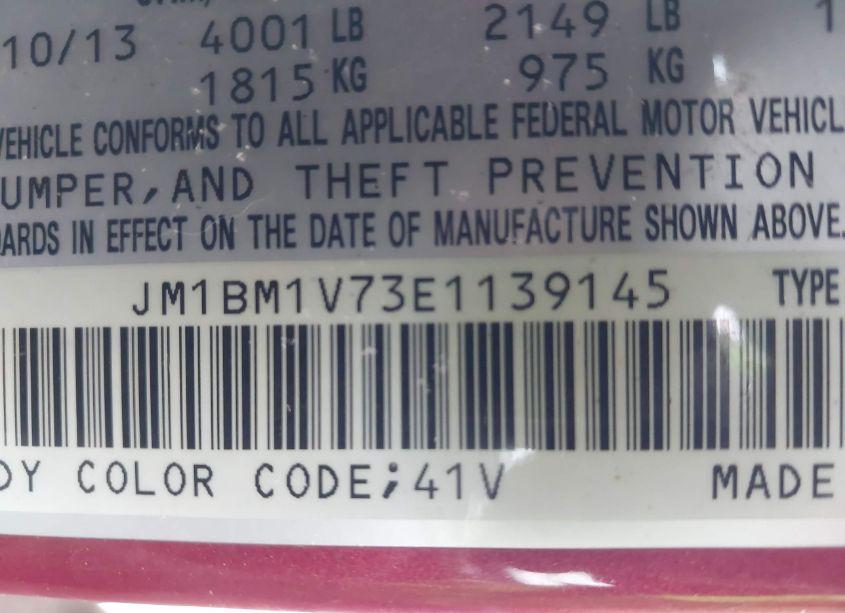 10/13 4001 LB 2149 LB 1
1815 KG 975 KG
VEHICLE CONFORMS TO ALL APPLICABLE FEDERAL MOTOR VEHICL
UMPER, AND THEFT PREVENTION
ARDS IN EFFECT ON THE DATE OF MANUFACTURE SHOWN ABOVE.
JM1BM1V73E1139145 TYPE
DY COLOR CODE;41V MADE